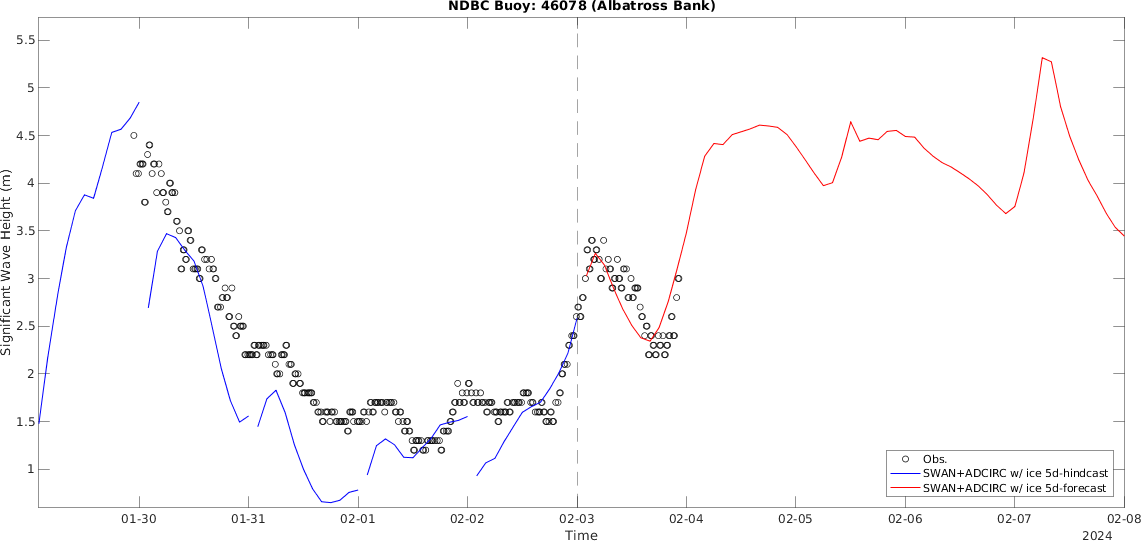 NDBC Buoy: 46078 (Albatross Bank)
5.5
5
4.5
4
3.5
3
2.5
2
1.5
1
Significant Wave Height (m)
Obs.
SWAN+ADCIRC w/ ice 5d-hindcast
SWAN+ADCIRC w/ ice 5d-forecast
01-30 01-31 02-01 02-02 02-03 02-04 02-05 02-06 02-07 02-08
Time
2024